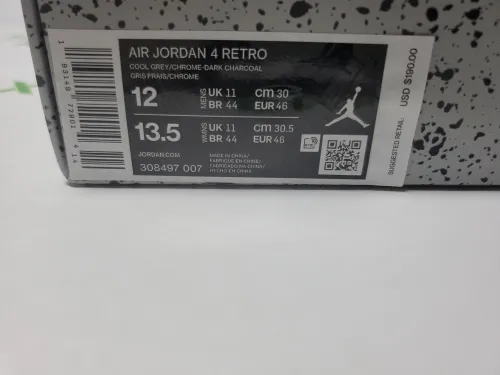 AIR JORDAN 4 RETRO
COOL GREY/CHROME-DARK CHARCOAL
GRIS FRAIS/CHROME
12 MENS UK 11 cm 30
BR 44 EUR 46
13.5 WMNS UK 11 cm 30.5
BR 44 EUR 46
JORDAN.COM
308497 007
MADE IN CHINA/
FABRIQUÉ EN CHINE/
FABRICADO EN CHINA/
HECHO EN CHINA
SUGGESTED RETAIL: USD $190.00